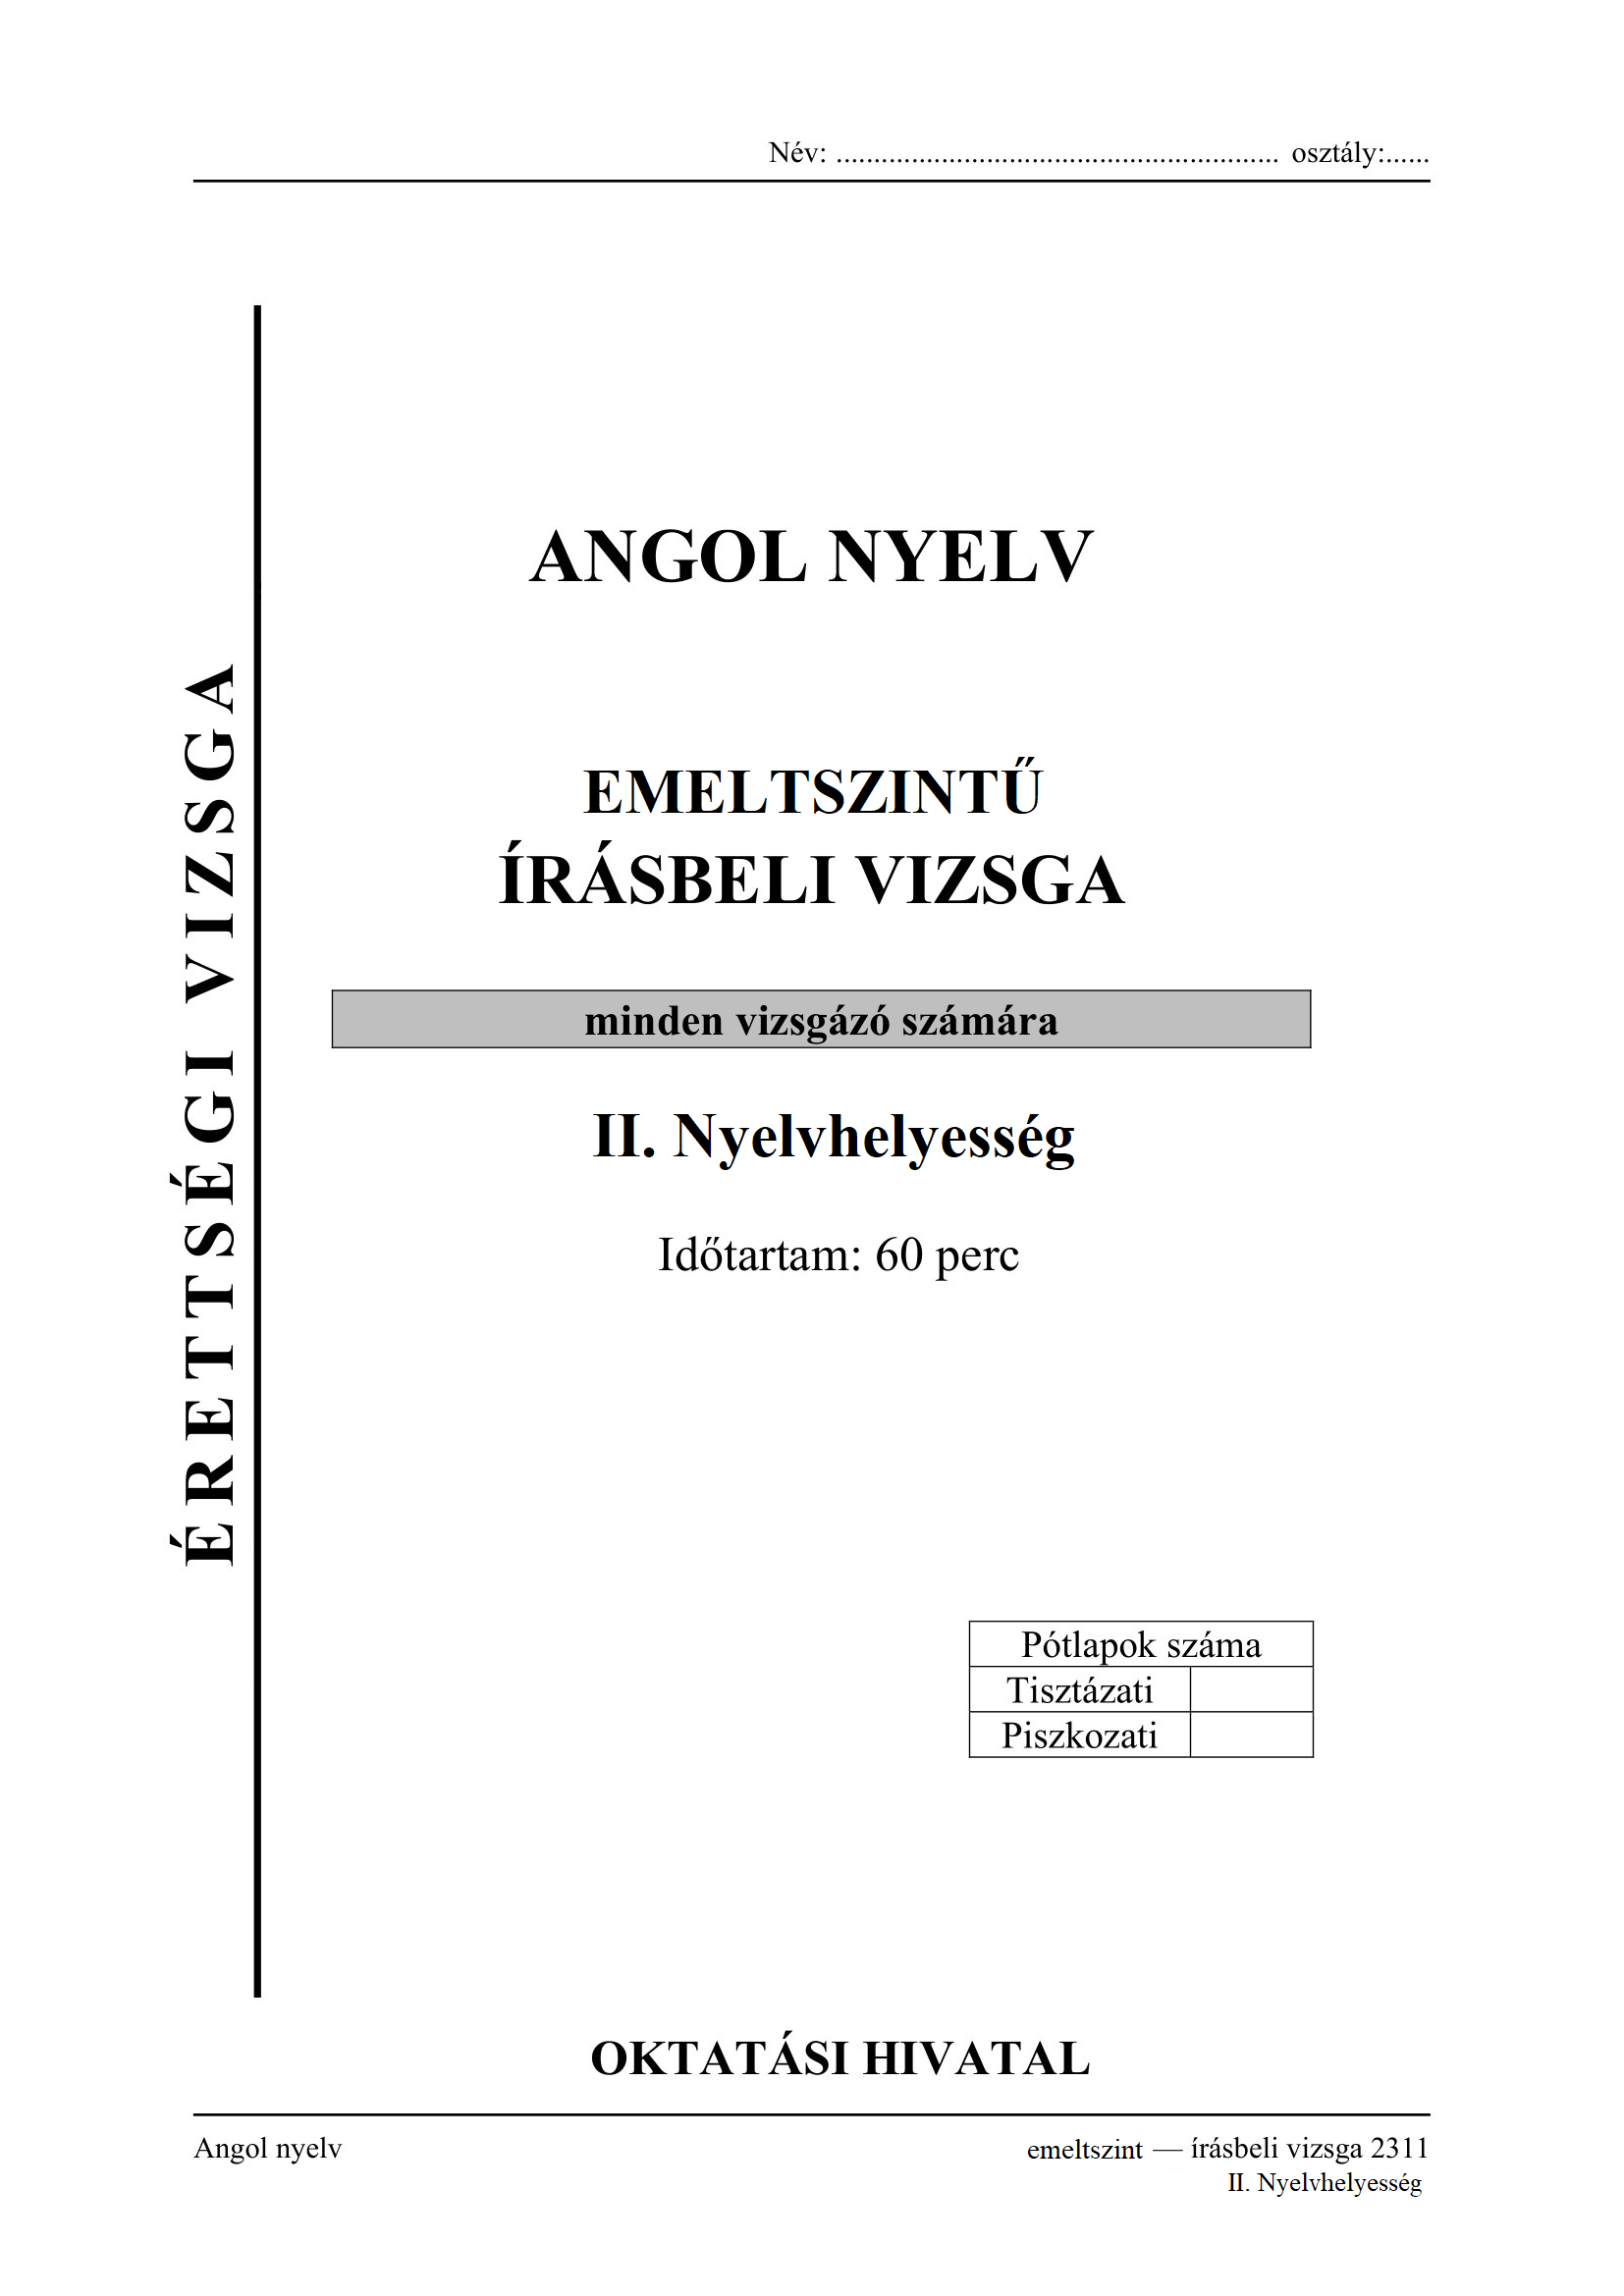 Név: ........................................................... osztály:......
ÉRETTSÉGI VIZSGA
ANGOL NYELV
EMELTSZINTŰ
ÍRÁSBELI VIZSGA
minden vizsgázó számára
II. Nyelvhelyesség
Időtartam: 60 perc
Pótlapok száma
Tisztázati
Piszkozati
OKTATÁSI HIVATAL
Angol nyelv emeltszint — írásbeli vizsga 2311
II. Nyelvhelyesség